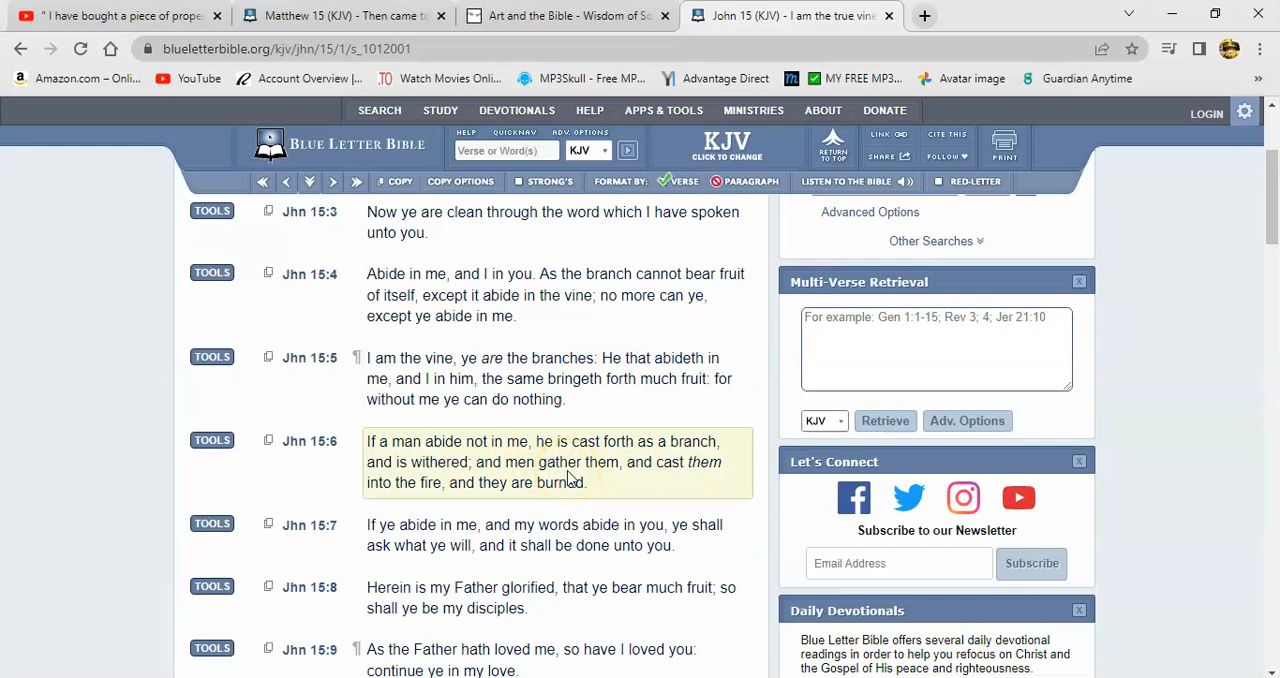 " I have bought a piece of prope
Matthew 15 (KJV) - Then came to
Art and the Bible - Wisdom of So
John 15 (KJV) - I am the true vine
blueletterbible.org/kjv/jhn/15/1/s_1012001
Amazon.com – Onli...
YouTube
Account Overview |...
Watch Movies Onli...
MP3Skull - Free MP...
Advantage Direct
MY FREE MP3...
Avatar image
Guardian Anytime
»
SEARCH STUDY DEVOTIONALS HELP APPS & TOOLS MINISTRIES ABOUT DONATE
LOGIN
BLUE LETTER BIBLE
HELP QUICKNAV ADV. OPTIONS
Verse or Word(s)
KJV
KJV
CLICK TO CHANGE
RETURN
TO TOP
LINK
CITE THIS
SHARE
FOLLOW
PRINT
COPY COPY OPTIONS STRONG'S FORMAT BY: VERSE PARAGRAPH LISTEN TO THE BIBLE RED-LETTER
TOOLS Jhn 15:3 Now ye are clean through the word which I have spoken
unto you.
TOOLS Jhn 15:4 Abide in me, and I in you. As the branch cannot bear fruit
of itself, except it abide in the vine; no more can ye,
except ye abide in me.
TOOLS Jhn 15:5 ¶ I am the vine, ye are the branches: He that abideth in
me, and I in him, the same bringeth forth much fruit: for
without me ye can do nothing.
TOOLS Jhn 15:6 If a man abide not in me, he is cast forth as a branch,
and is withered; and men gather them, and cast them
into the fire, and they are burned.
TOOLS Jhn 15:7 If ye abide in me, and my words abide in you, ye shall
ask what ye will, and it shall be done unto you.
TOOLS Jhn 15:8 Herein is my Father glorified, that ye bear much fruit; so
shall ye be my disciples.
TOOLS Jhn 15:9 ¶ As the Father hath loved me, so have I loved you:
continue ye in my love.
Advanced Options
Other Searches
Multi-Verse Retrieval
For example: Gen 1:1-15; Rev 3; 4; Jer 21:10
KJV Retrieve Adv. Options
Let's Connect
Subscribe to our Newsletter
Email Address Subscribe
Daily Devotionals
Blue Letter Bible offers several daily devotional
readings in order to help you refocus on Christ and
the Gospel of His peace and righteousness.